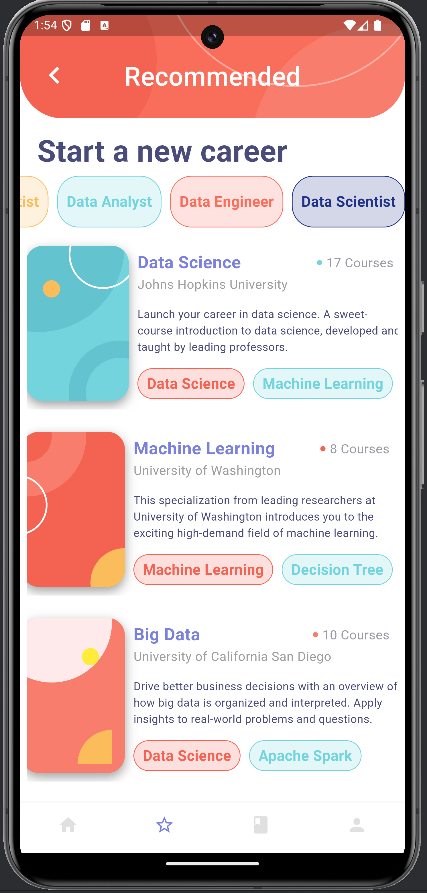 1:54
Recommended
Start a new career
ist Data Analyst Data Engineer Data Scientist
Data Science 17 Courses
Johns Hopkins University
Launch your career in data science. A sweet-
course introduction to data science, developed and
taught by leading professors.
Data Science Machine Learning
Machine Learning 8 Courses
University of Washington
This specialization from leading researchers at
University of Washington introduces you to the
exciting high-demand field of machine learning.
Machine Learning Decision Tree
Big Data 10 Courses
University of California San Diego
Drive better business decisions with an overview of
how big data is organized and interpreted. Apply
insights to real-world problems and questions.
Data Science Apache Spark